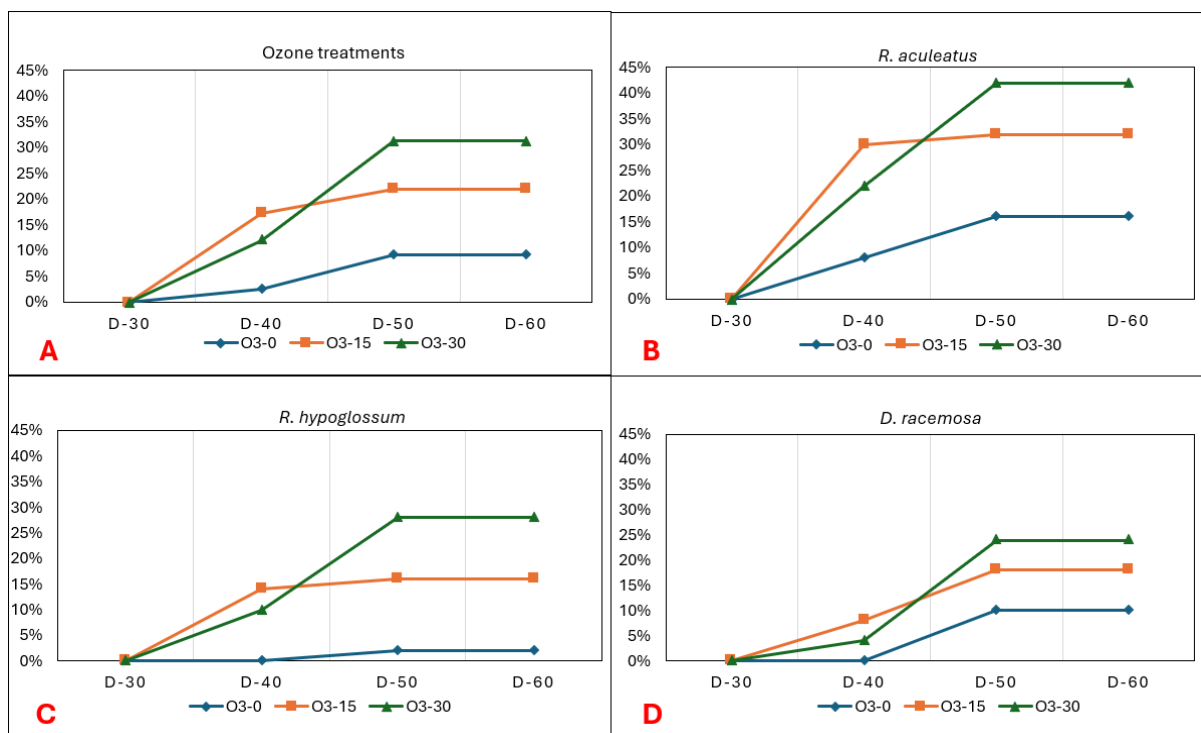 Ozone treatments
45%
40%
35%
30%
25%
20%
15%
10%
5%
0%
D-30 D-40 D-50 D-60
O3-0 O3-15 O3-30
A
R. aculeatus
45%
40%
35%
30%
25%
20%
15%
10%
5%
0%
D-30 D-40 D-50 D-60
O3-0 O3-15 O3-30
B
R. hypoglossum
45%
40%
35%
30%
25%
20%
15%
10%
5%
0%
D-30 D-40 D-50 D-60
O3-0 O3-15 O3-30
C
D. racemosa
45%
40%
35%
30%
25%
20%
15%
10%
5%
0%
D-30 D-40 D-50 D-60
O3-0 O3-15 O3-30
D